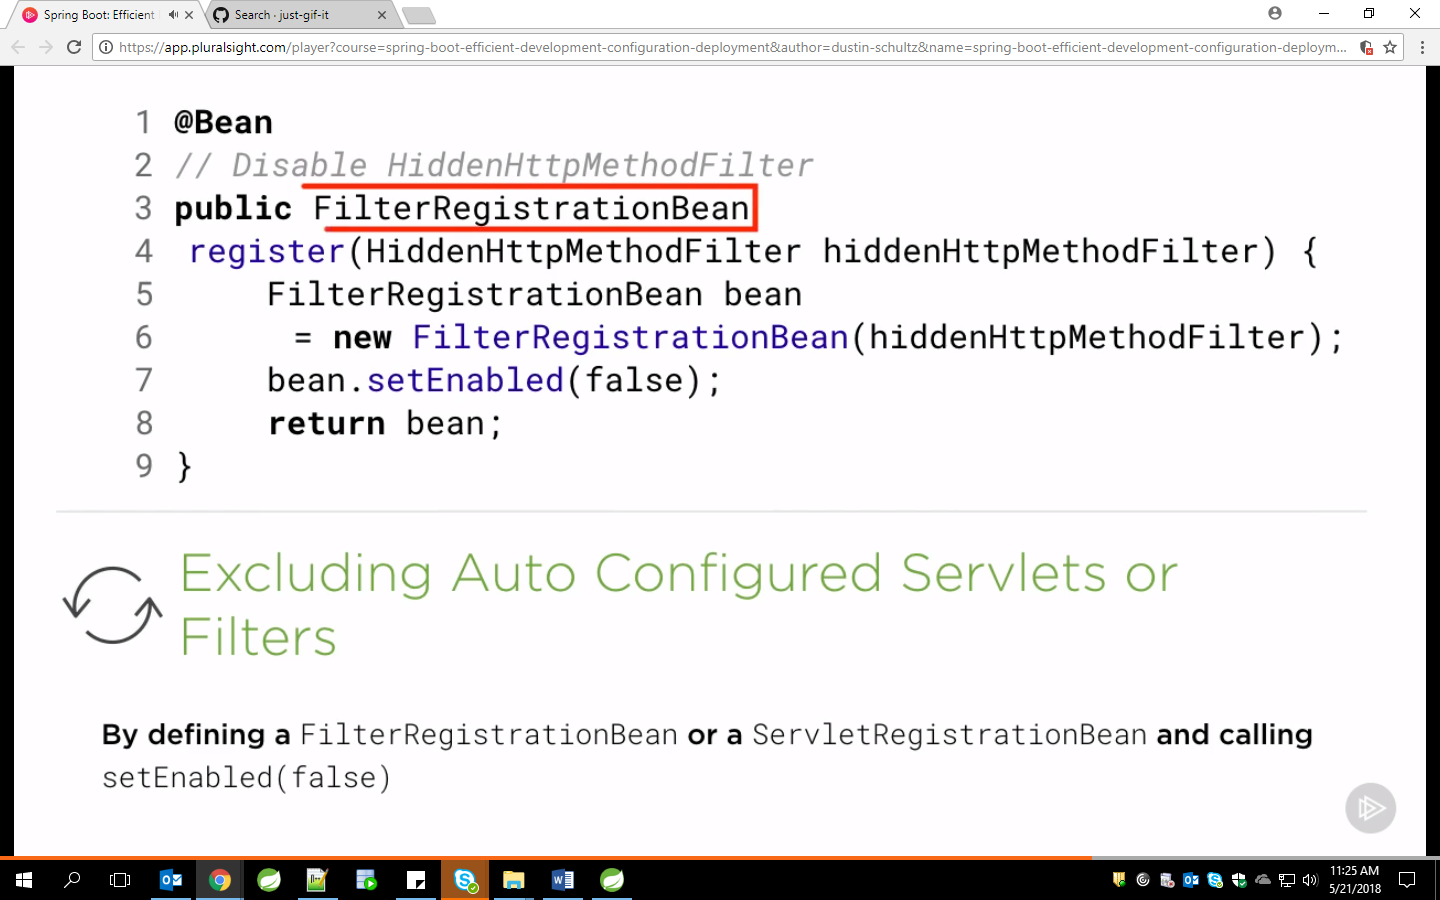 Spring Boot: Efficient
Search · just-gif-it
https://app.pluralsight.com/player?course=spring-boot-efficient-development-configuration-deployment&author=dustin-schultz&name=spring-boot-efficient-development-configuration-deploym...
1 @Bean
2 // Disable HiddenHttpMethodFilter
3 public FilterRegistrationBean
4 register(HiddenHttpMethodFilter hiddenHttpMethodFilter) {
5 FilterRegistrationBean bean
6 = new FilterRegistrationBean(hiddenHttpMethodFilter);
7 bean.setEnabled(false);
8 return bean;
9 }
Excluding Auto Configured Servlets or
Filters
By defining a FilterRegistrationBean or a ServletRegistrationBean and calling
setEnabled(false)
11:25 AM
5/21/2018